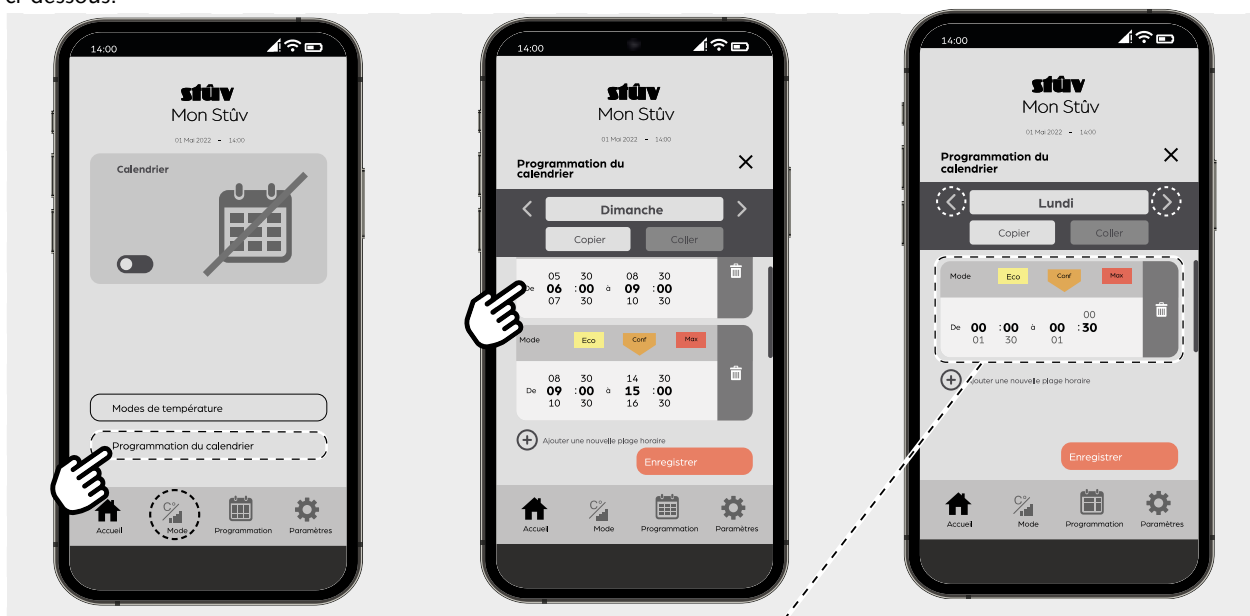 ci-dessous.
14:00
stûv
Mon Stûv
01 Mai 2022 - 14:00
Calendrier
Modes de température
Programmation du calendrier
Accueil
C°
Mode
Programmation
Paramètres
14:00
stûv
Mon Stûv
01 Mai 2022 - 14:00
Programmation du
calendrier
Dimanche
Copier
Coller
05 30 08 30
De 06 :00 à 09 :00
07 30 10 30
Mode Eco Conf Max
08 30 14 30
De 09 :00 à 15 :00
10 30 16 30
Ajouter une nouvelle plage horaire
Enregistrer
Accueil
C°
Mode
Programmation
Paramètres
14:00
stûv
Mon Stûv
01 Mai 2022 - 14:00
Programmation du
calendrier
Lundi
Copier
Coller
Mode Eco Conf Max
00
De 00 :00 à 00 :30
01 30 01
Ajouter une nouvelle plage horaire
Enregistrer
Accueil
C°
Mode
Programmation
Paramètres